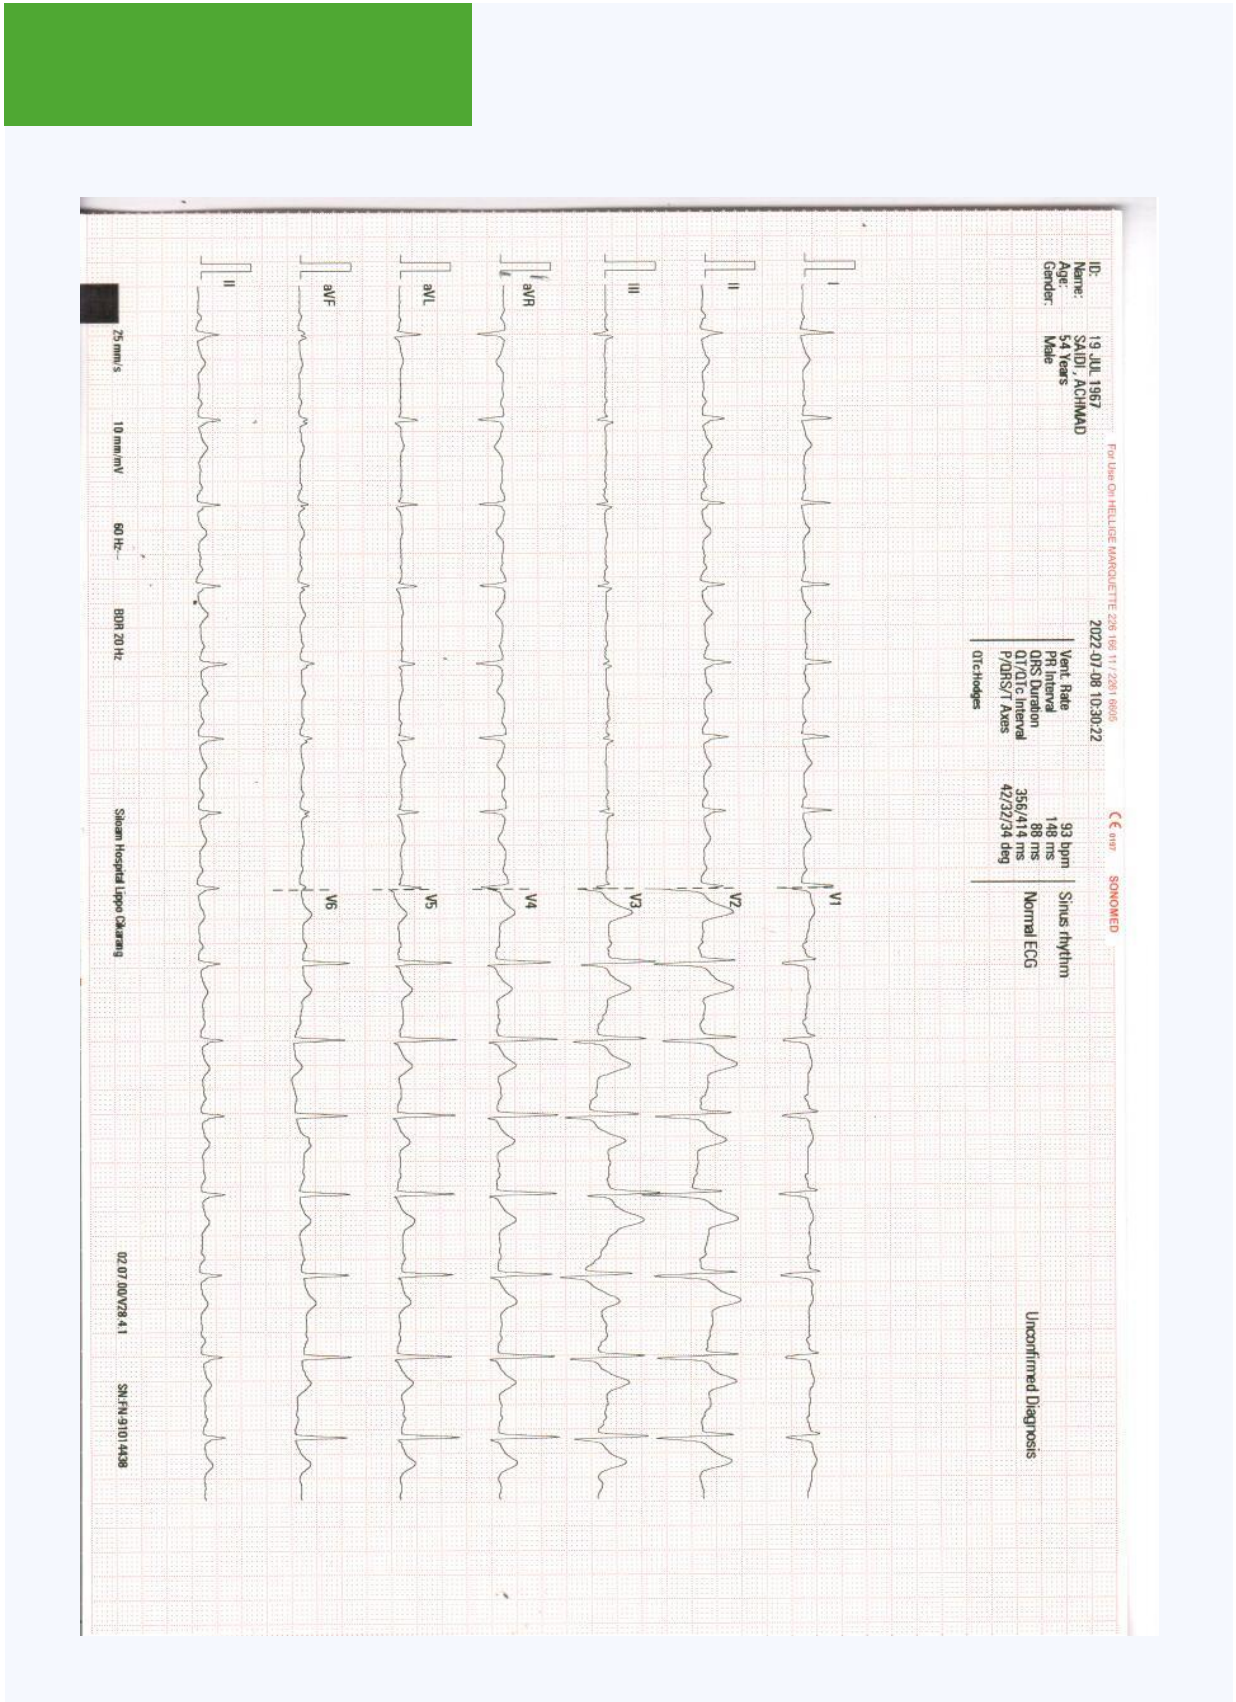 ID: 19 JUL 1967
Name: SAIDI , ACHMAD
Age: 54 Years
Gender: Male
For Use On HELLIGE MARQUETTE 226 166 11 / 2261 6605
CE 0197 SONOMED
2022-07-08 10:30:22
Vent. Rate 93 bpm
PR Interval 148 ms
QRS Duration 88 ms
QT/QTc Interval 356/414 ms
P/QRS/T Axes 42/32/34 deg
QTc:Hodges
Sinus rhythm
Normal ECG
Unconfirmed Diagnosis
I
V1
II
V2
III
V3
aVR
V4
aVL
V5
aVF
V6
II
25 mm/s 10 mm/mV 60 Hz-- BDR 20 Hz Siloam Hospital Lippo Cikarang 02.07.00/V28.4.1 SN:FN-91014438